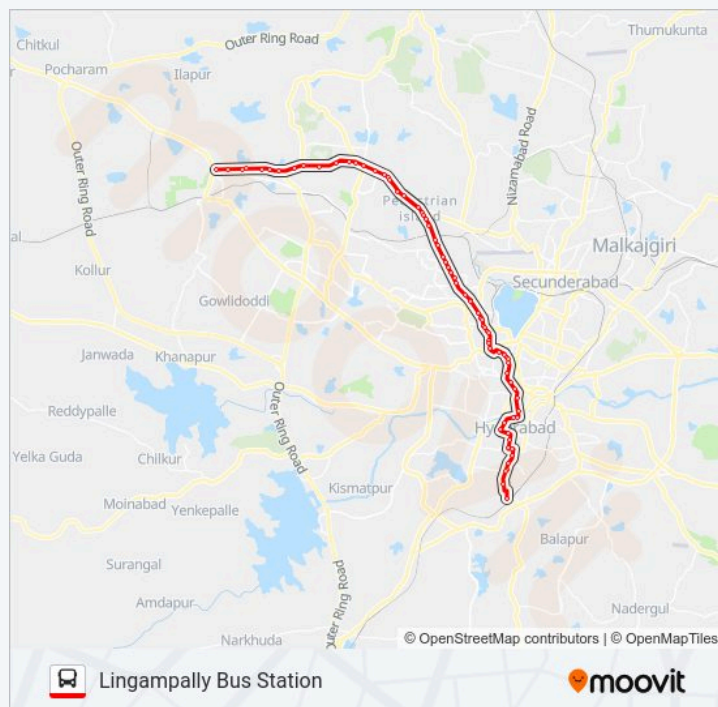 Outer Ring Road
Thumukunta
Chitkul
Pocharam
Ilapur
Nizamabad Road
Outer Ring Road
Pedestrian
island
Malkajgiri
Kollur
Secunderabad
Gowlidoddi
Janwada
Khanapur
Outer Ring Road
Reddypalle
Yelka Guda
Chilkur
Kismatpur
Moinabad
Yenkepalle
Balapur
Surangal
Amdapur
Outer Ring Road
Nadergul
Narkhuda
© OpenStreetMap contributors | © OpenMapTiles
Lingampally Bus Station
moovit